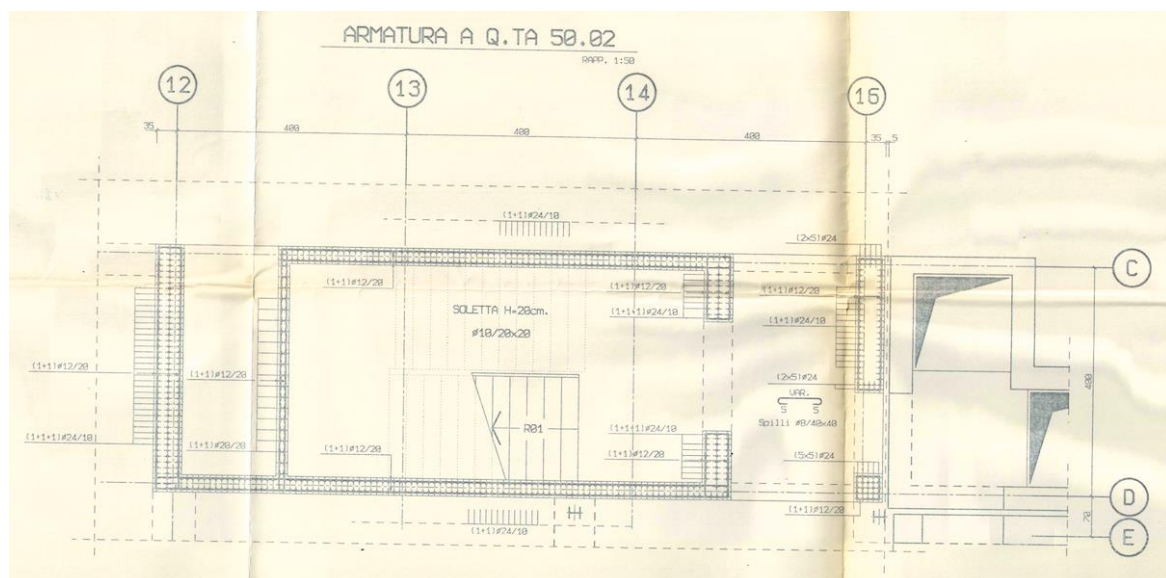 ARMATURA A Q.TA 50.02
RAPP. 1:50
12
13
14
15
35
400
400
400
35
5
(1+1)ø24/10
(2x5)ø24
C
(1+1)ø12/20
(1+1)ø12/20
(1+1)ø12/20
SOLETTA H=20cm.
(1+1+1)ø24/10
(1+1)ø24/10
ø10/20x20
(1+1)ø12/20
(1+1)ø12/20
(2x5)ø24
400
VAR.
5
5
R01
Spilli ø8/40x40
(1+1+1)ø24/10
(1+1)ø20/20
(1+1+1)ø24/10
(1+1)ø12/20
(1+1)ø12/20
(5x5)ø24
D
(1+1)ø12/20
70
(1+1)ø24/10
E